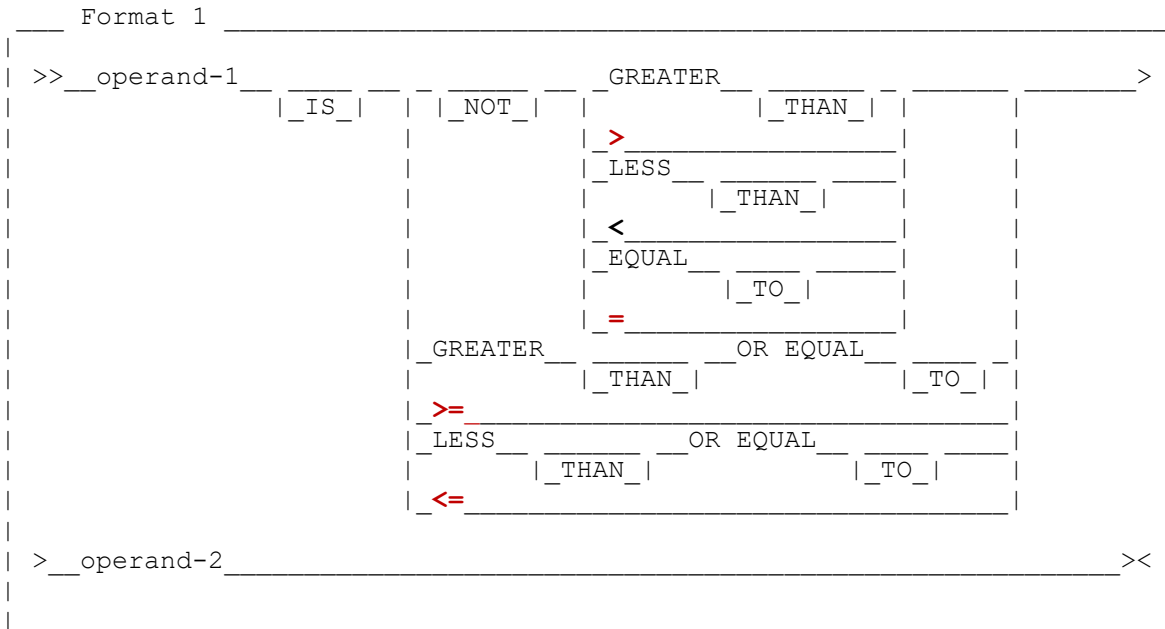 ___ Format 1 ____________________________________________________________
|
| >>__operand-1__ ____ __ _ _____ __ _GREATER__ ______ _ ______ _______>
|                |_IS_|  | |_NOT_|  |          |_THAN_| |      |
|                        |          |_>_________________|      |
|                        |          |_LESS__ ______ ____|      |
|                        |          |       |_THAN_|    |      |
|                        |          |_<_________________|      |
|                        |          |_EQUAL__ ____ _____|      |
|                        |          |        |_TO_|     |      |
|                        |          |_=_________________|      |
|                        |_GREATER__ ______ __OR EQUAL__ ____ _|
|                        |          |_THAN_|            |_TO_| |
|                        |_>=__________________________________|
|                        |_LESS__ ______ __OR EQUAL__ ____ ____|
|                        |       |_THAN_|            |_TO_|    |
|                        |_<=__________________________________|
|
| >__operand-2_________________________________________________________><
|
|